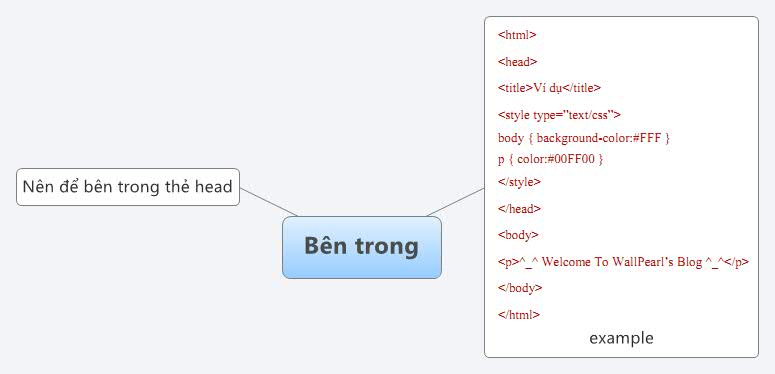 Nên để bên trong thẻ head
Bên trong
<html>
<head>
<title>Ví dụ</title>
<style type=”text/css”>
body { background-color:#FFF }
p { color:#00FF00 }
</style>
</head>
<body>
<p>^_^ Welcome To WallPearl’s Blog ^_^</p>
</body>
</html>
example